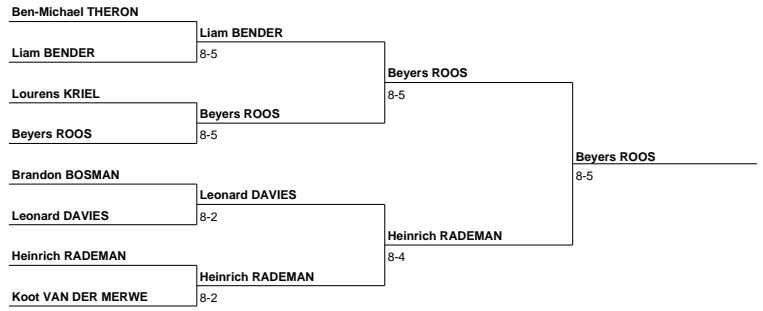 Ben-Michael THERON
Liam BENDER
8-5
Liam BENDER
Beyers ROOS
8-5
Lourens KRIEL
Beyers ROOS
8-5
Beyers ROOS
Beyers ROOS
8-5
Brandon BOSMAN
Leonard DAVIES
8-2
Leonard DAVIES
Heinrich RADEMAN
8-4
Heinrich RADEMAN
Heinrich RADEMAN
8-2
Koot VAN DER MERWE